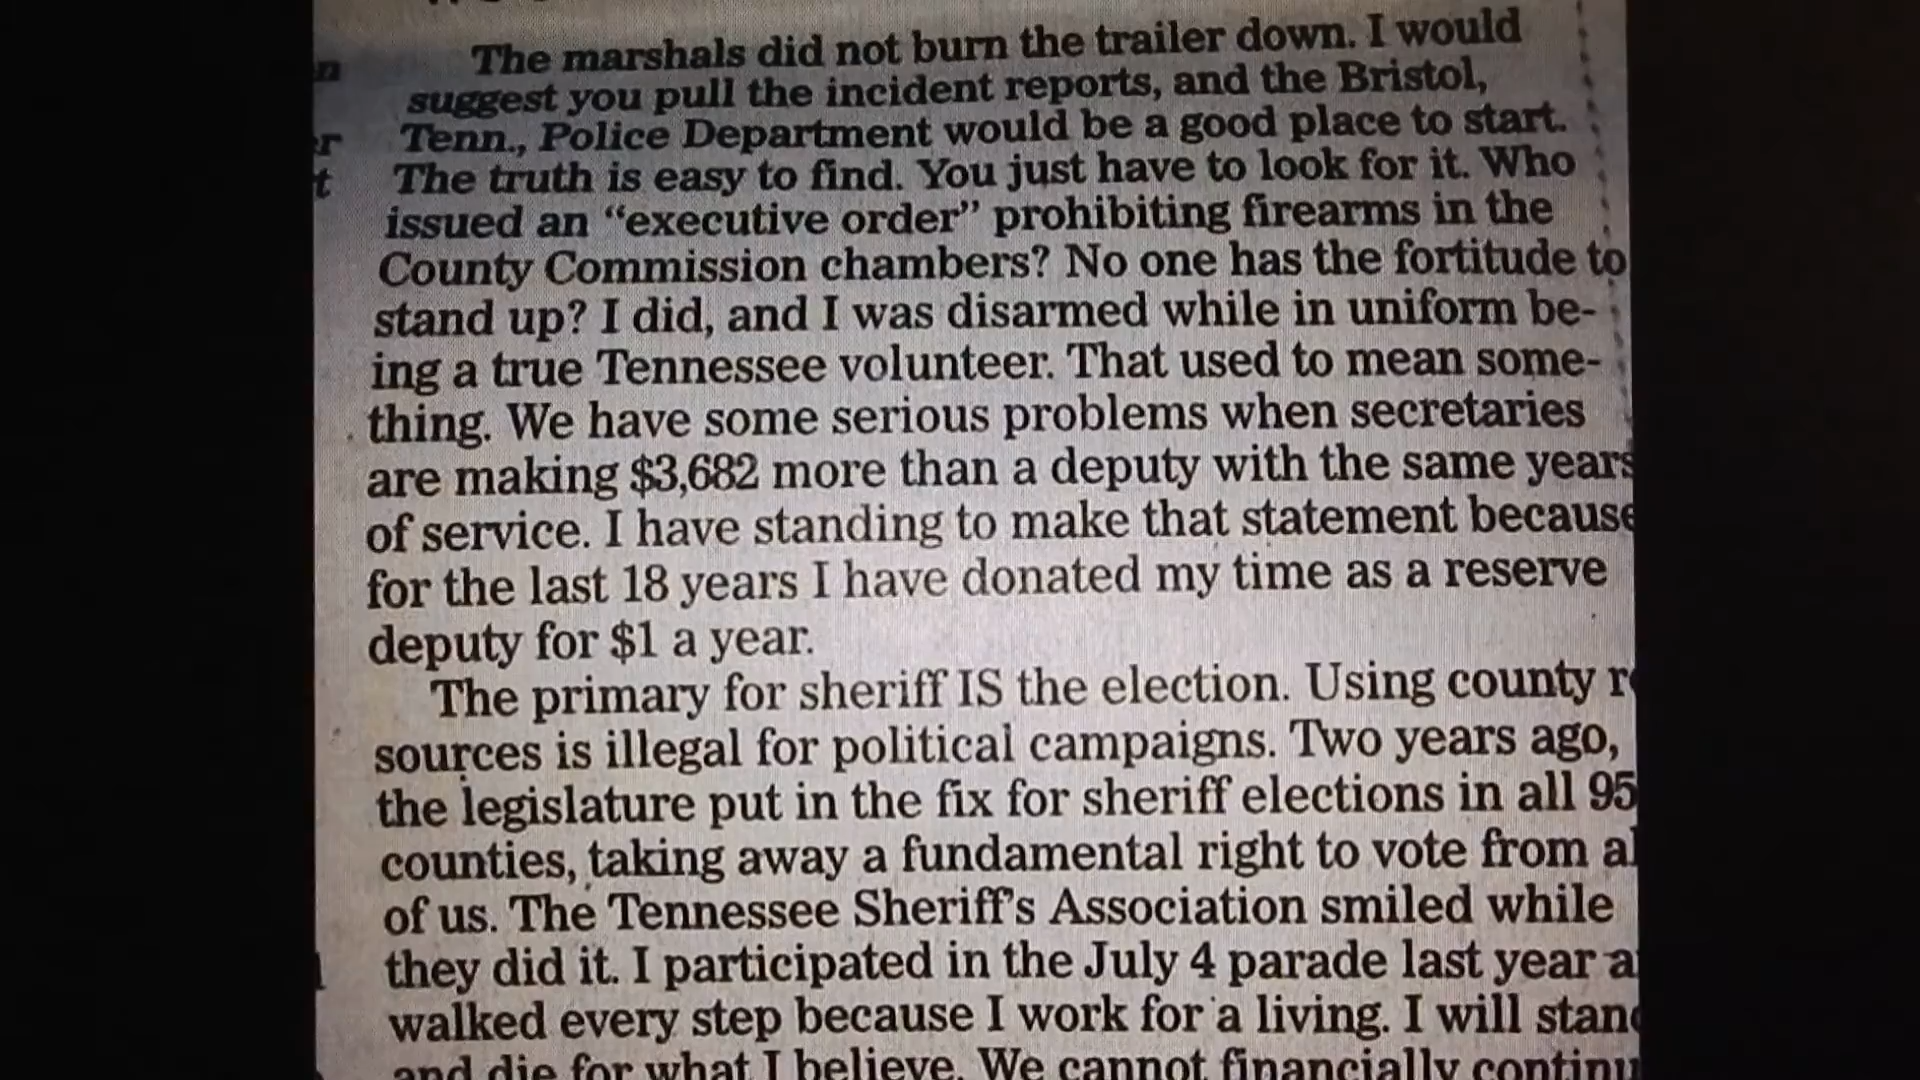 n
er
t
The marshals did not burn the trailer down. I would
suggest you pull the incident reports, and the Bristol,
Tenn., Police Department would be a good place to start.
The truth is easy to find. You just have to look for it. Who
issued an “executive order” prohibiting firearms in the
County Commission chambers? No one has the fortitude to
stand up? I did, and I was disarmed while in uniform be-
ing a true Tennessee volunteer. That used to mean some-
thing. We have some serious problems when secretaries
are making $3,682 more than a deputy with the same years
of service. I have standing to make that statement because
for the last 18 years I have donated my time as a reserve
deputy for $1 a year.
The primary for sheriff IS the election. Using county re
sources is illegal for political campaigns. Two years ago,
the legislature put in the fix for sheriff elections in all 95
counties, taking away a fundamental right to vote from al
of us. The Tennessee Sheriff's Association smiled while
they did it. I participated in the July 4 parade last year a
walked every step because I work for a living. I will stand
and die for what I believe. We cannot financially continu